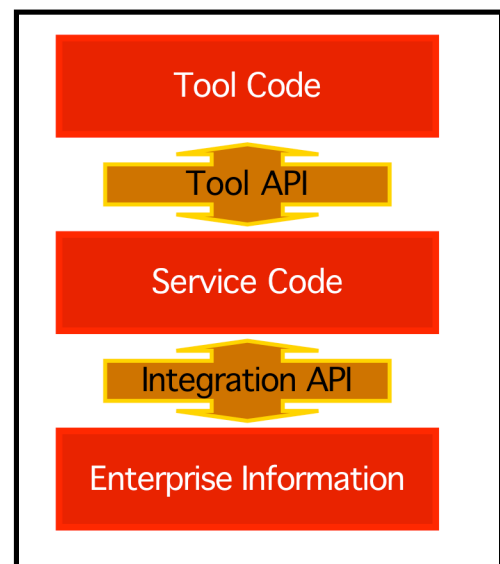 Tool Code
Tool API
Service Code
Integration API
Enterprise Information